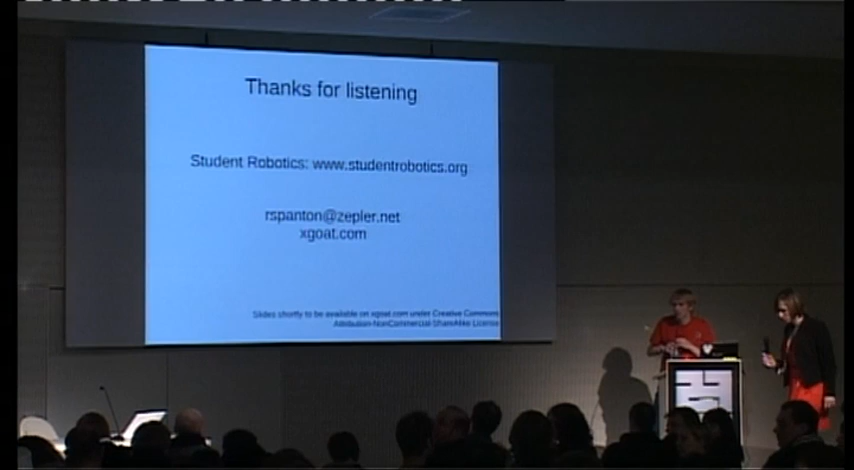 Thanks for listening
Student Robotics: www.studentrobotics.org
rspanton@zepler.net
xgoat.com
Slides shortly to be available on xgoat.com under Creative Commons
Attribution-NonCommercial-ShareAlike License